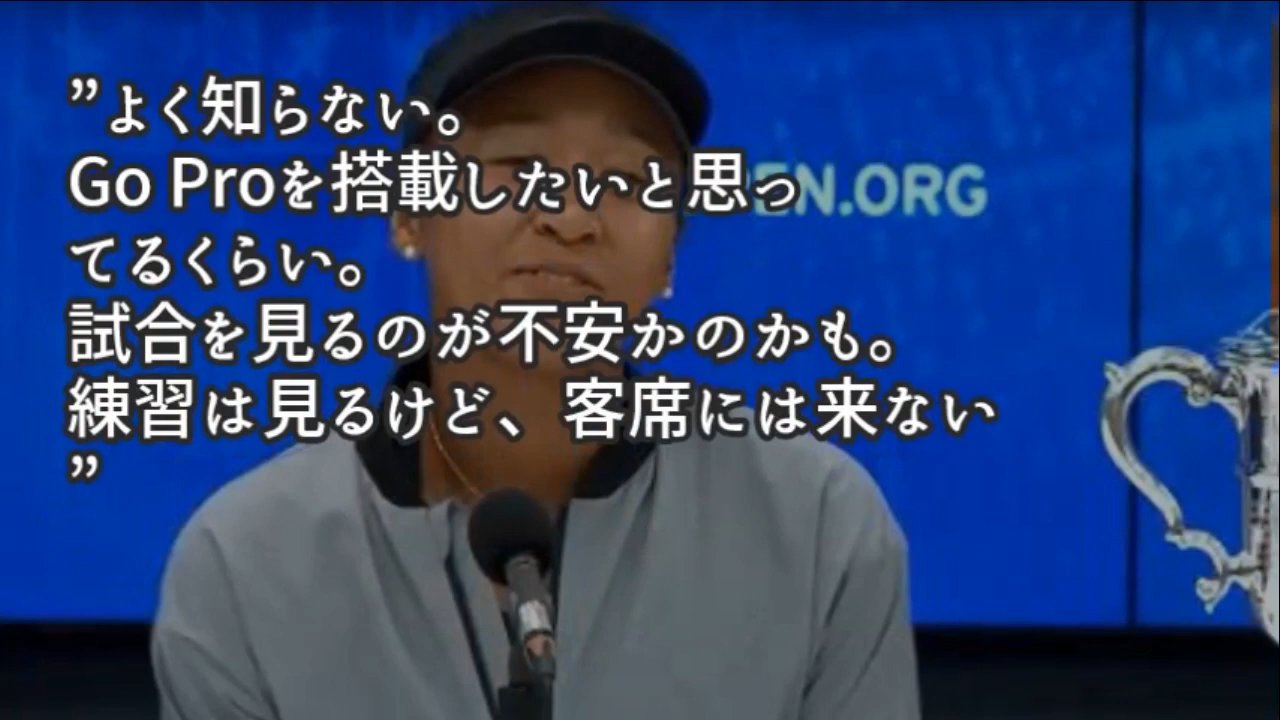 ”よく知らない。
Go Proを搭載したいと思っ
PEN.ORG
てるくらい。
試合を見るのが不安かのかも。
練習は見るけど、客席には来ない
”